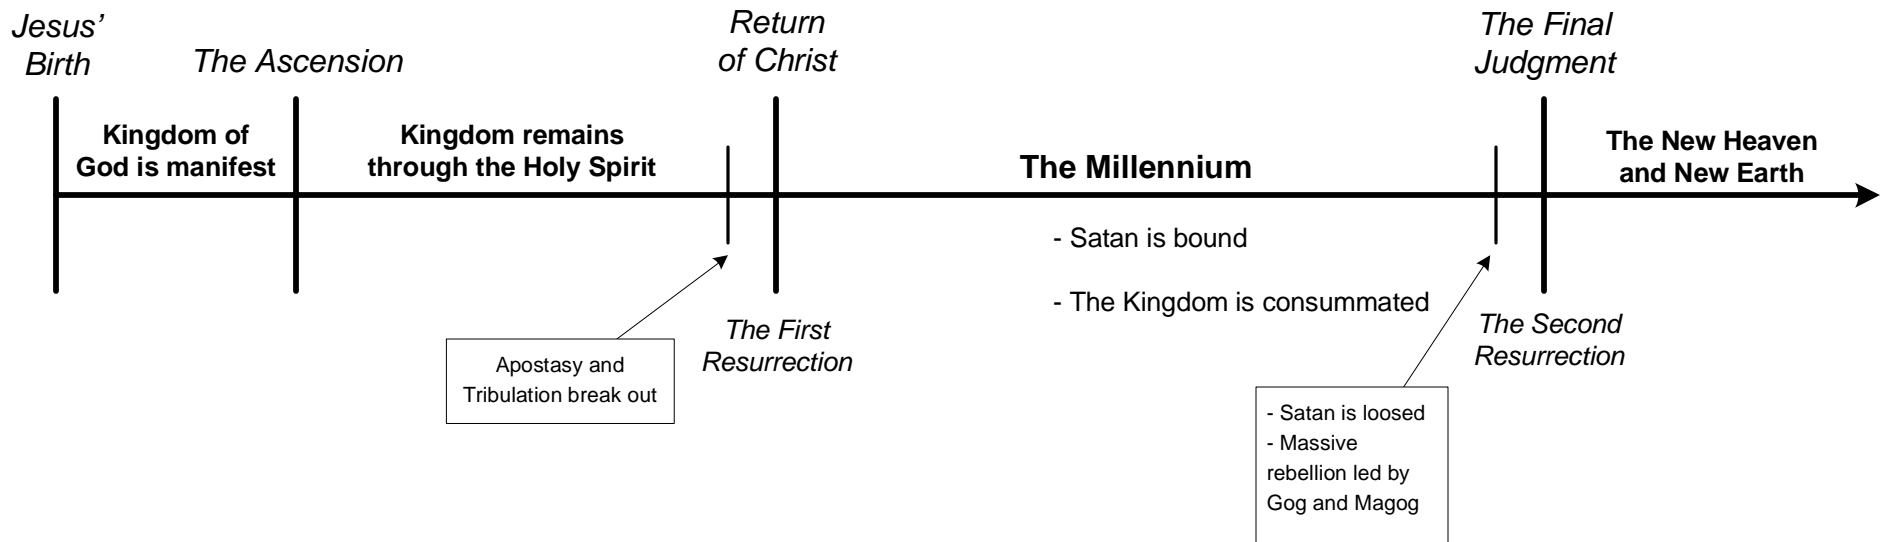 Jesus’
Birth
The Ascension
Return
of Christ
The Final
Judgment
Kingdom of
God is manifest
Kingdom remains
through the Holy Spirit
The Millennium
The New Heaven
and New Earth
- Satan is bound
- The Kingdom is consummated
Apostasy and
Tribulation break out
The First
Resurrection
- Satan is loosed
- Massive
rebellion led by
Gog and Magog
The Second
Resurrection